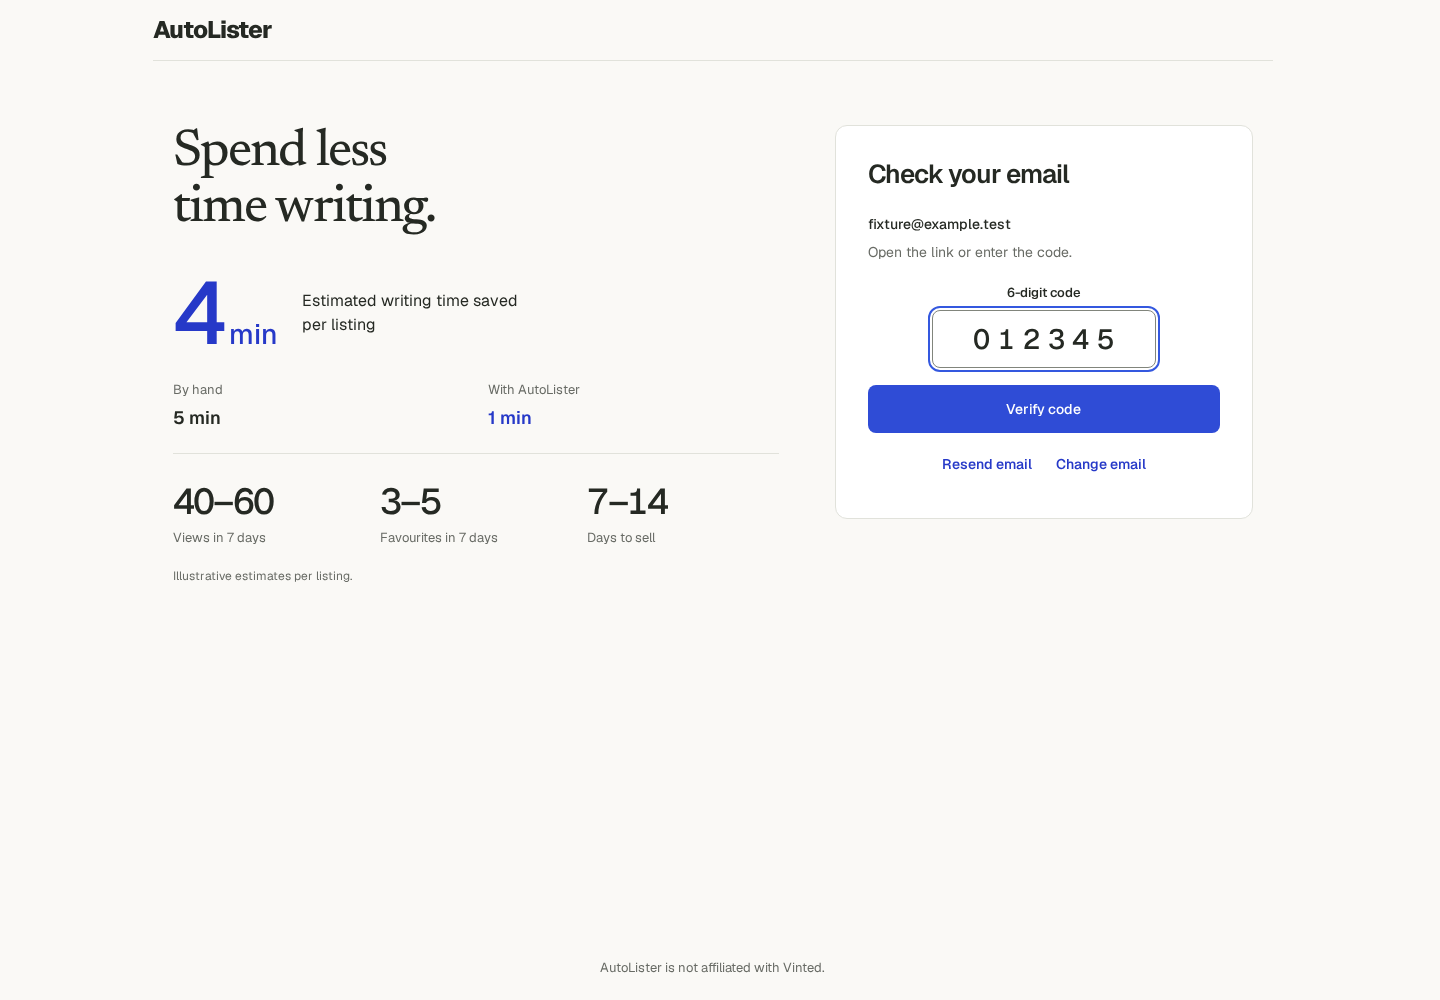 AutoLister
Spend less
time writing.
4 min
Estimated writing time saved
per listing
By hand
5 min
With AutoLister
1 min
40–60
Views in 7 days
3–5
Favourites in 7 days
7–14
Days to sell
Illustrative estimates per listing.
Check your email
fixture@example.test
Open the link or enter the code.
6-digit code
012345
Verify code
Resend email
Change email
AutoLister is not affiliated with Vinted.